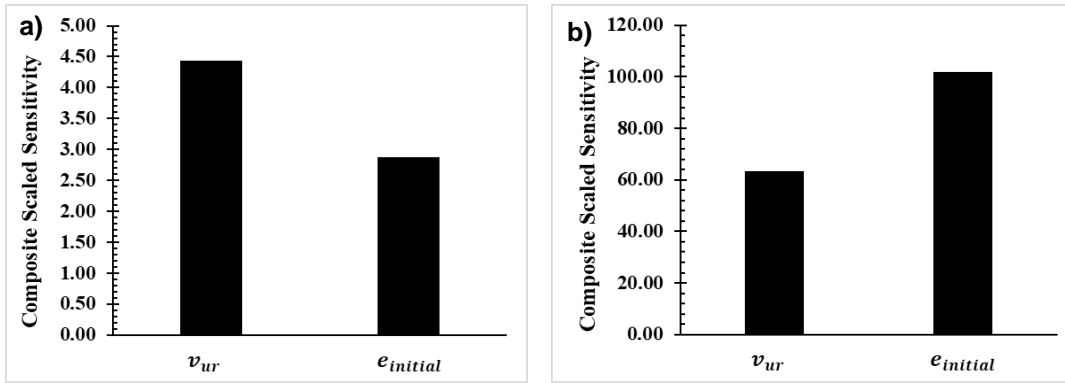 a)
Composite Scaled Sensitivity
5.00
4.50
4.00
3.50
3.00
2.50
2.00
1.50
1.00
0.50
0.00
v_ur
e_initial
b)
Composite Scaled Sensitivity
120.00
100.00
80.00
60.00
40.00
20.00
0.00
v_ur
e_initial